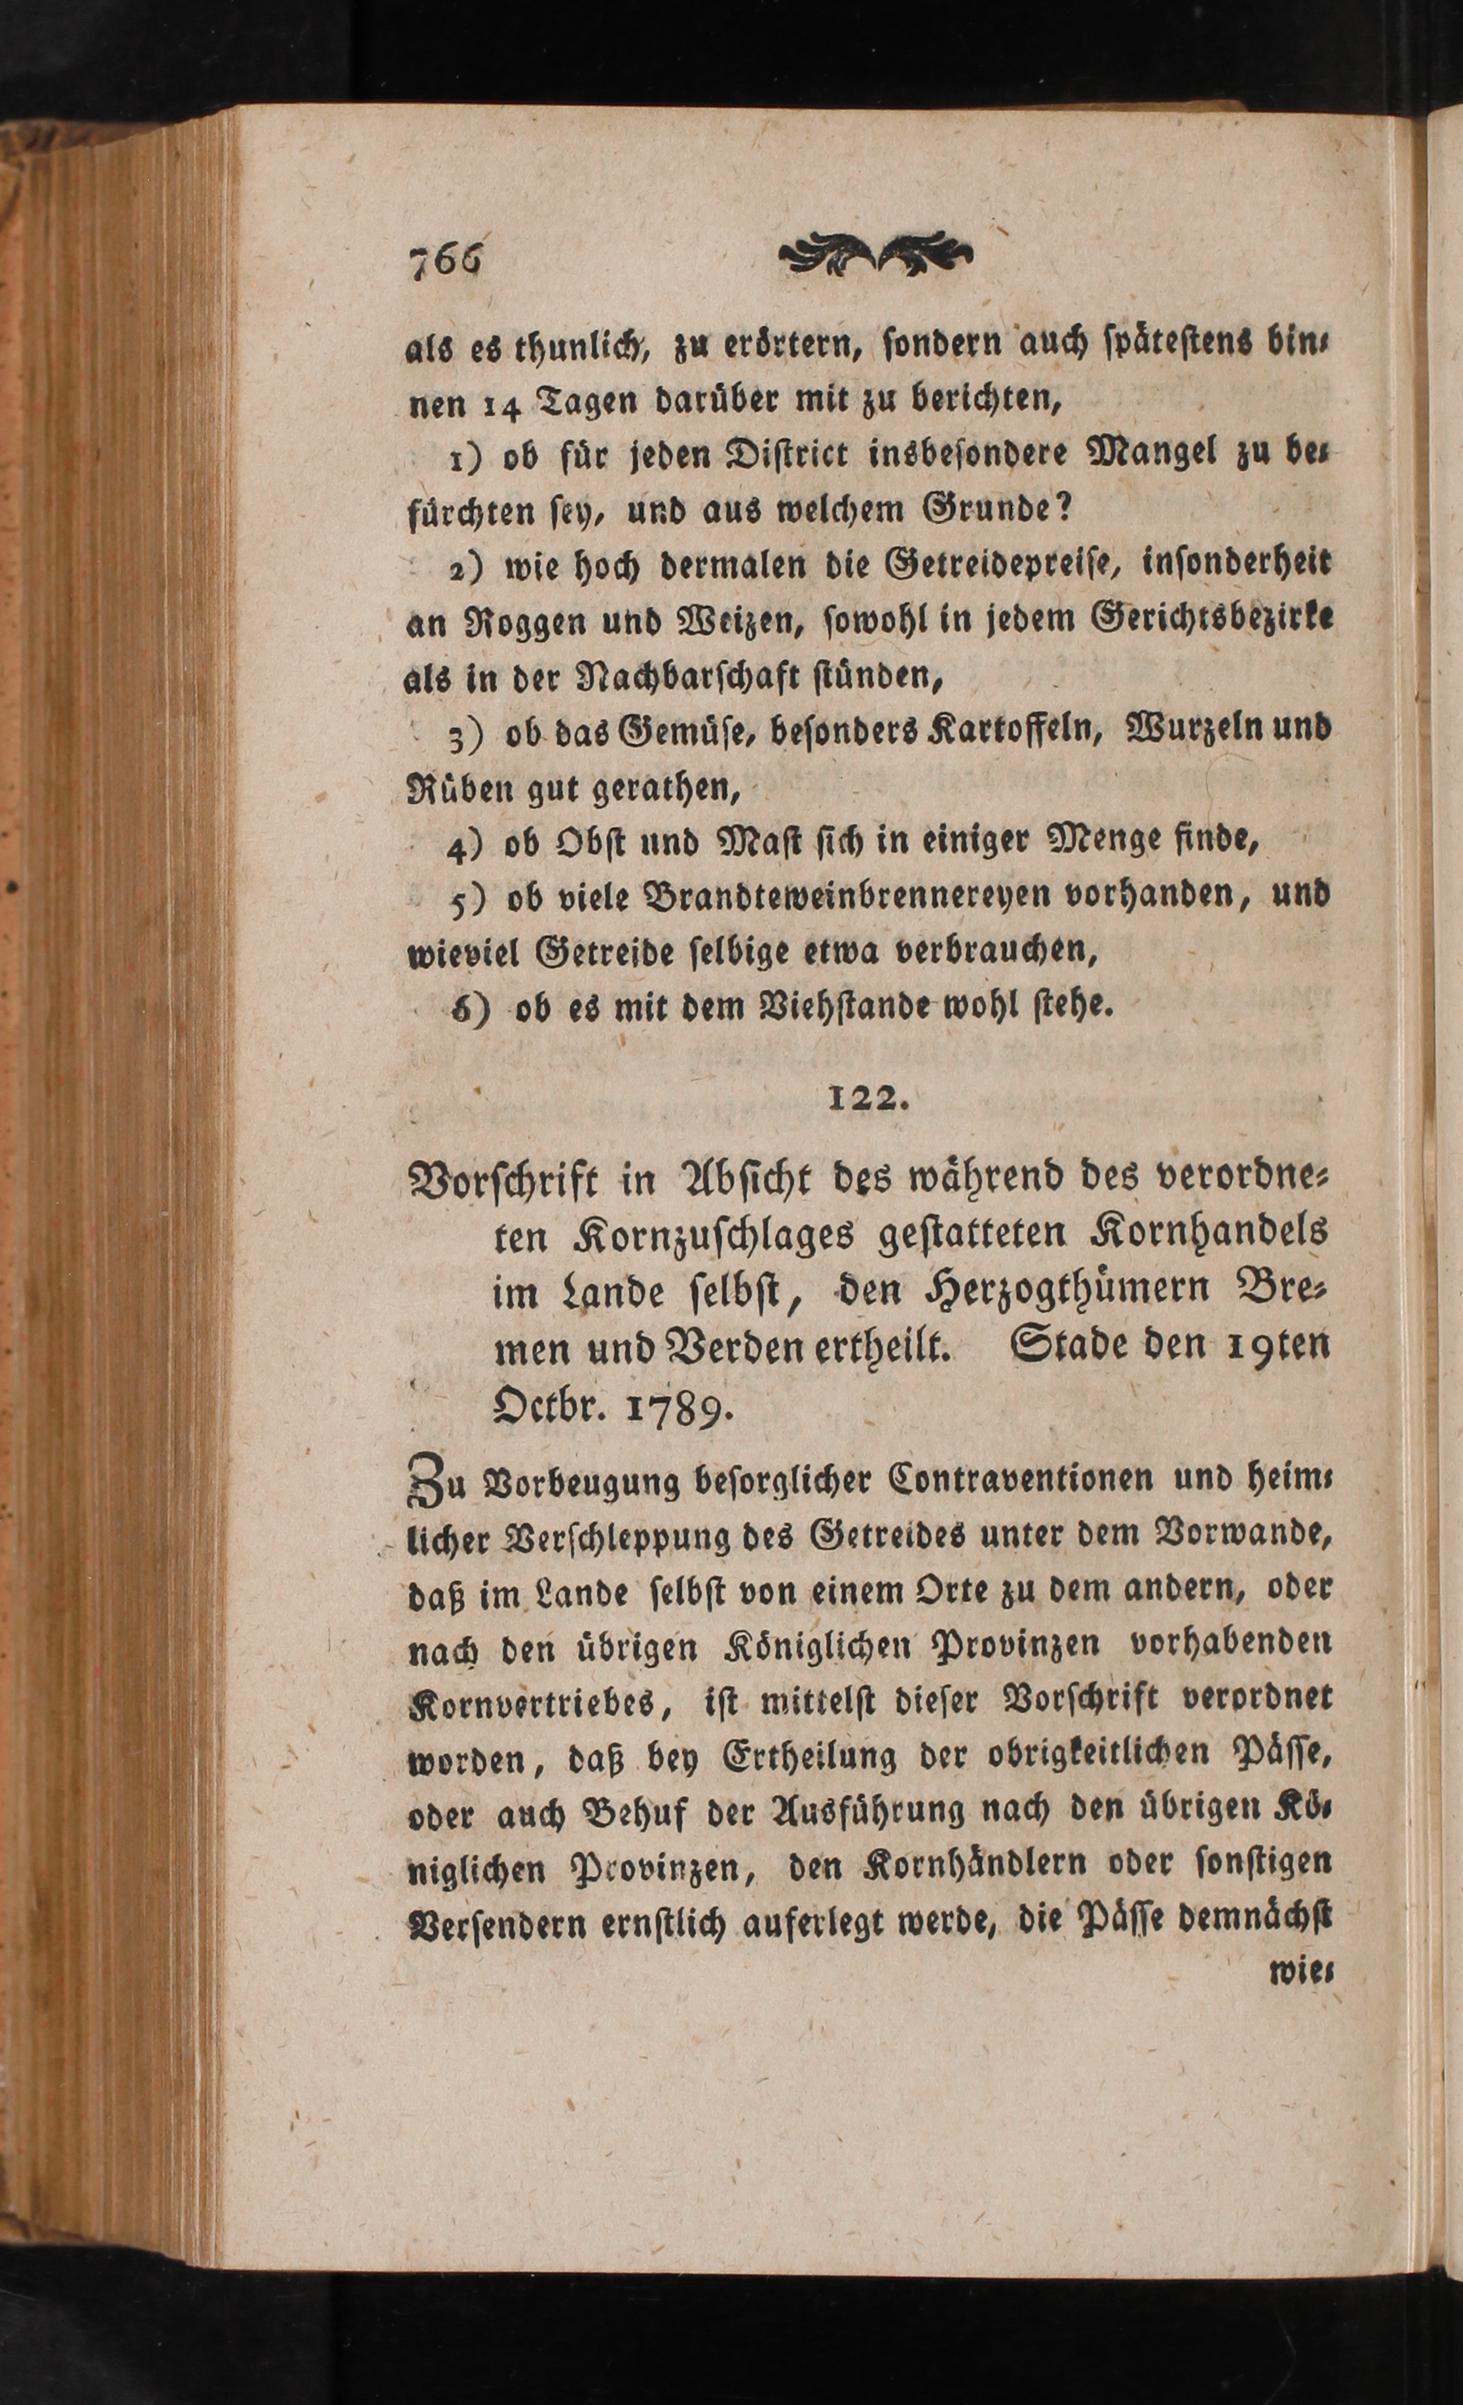 766
als es thunlich, zu erörtern, ſondern auch ſpäteſtens bin⸗
nen 14 Tagen darüber mit zu berichten,
1) ob für jeden Diſtrict insbeſondere Mangel zu be⸗
fürchten ſey, und aus welchem Grunde?
2) wie hoch dermalen die Getreidepreiſe, inſonderheit
an Roggen und Weizen, ſowohl in jedem Gerichtsbezirke
als in der Nachbarſchaft ſtünden,
3) ob das Gemüſe, beſonders Kartoffeln, Wurzeln und
Rüben gut gerathen,
4) ob Obſt und Maſt ſich in einiger Menge finde,
5) ob viele Brandteweinbrennereyen vorhanden, und
wieviel Getreide ſelbige etwa verbrauchen,
6) ob es mit dem Viehſtande wohl ſtehe.
122.
Vorſchrift in Abſicht des während des verordne⸗
ten Kornzuſchlages geſtatteten Kornhandels
im Lande ſelbſt, den Herzogthümern Bre⸗
men und Verden ertheilt. Stade den 19ten
Octbr. 1789.
Zu Vorbeugung beſorglicher Contraventionen und heim⸗
licher Verſchleppung des Getreides unter dem Vorwande,
daß im Lande ſelbſt von einem Orte zu dem andern, oder
nach den übrigen Königlichen Provinzen vorhabenden
Kornvertriebes, iſt mittelſt dieſer Vorſchrift verordnet
worden, daß bey Ertheilung der obrigkeitlichen Päſſe,
oder auch Behuf der Ausführung nach den übrigen Kö⸗
niglichen Provinzen, den Kornhändlern oder ſonſtigen
Verſendern ernſtlich auferlegt werde, die Päſſe demnächſt
wie⸗